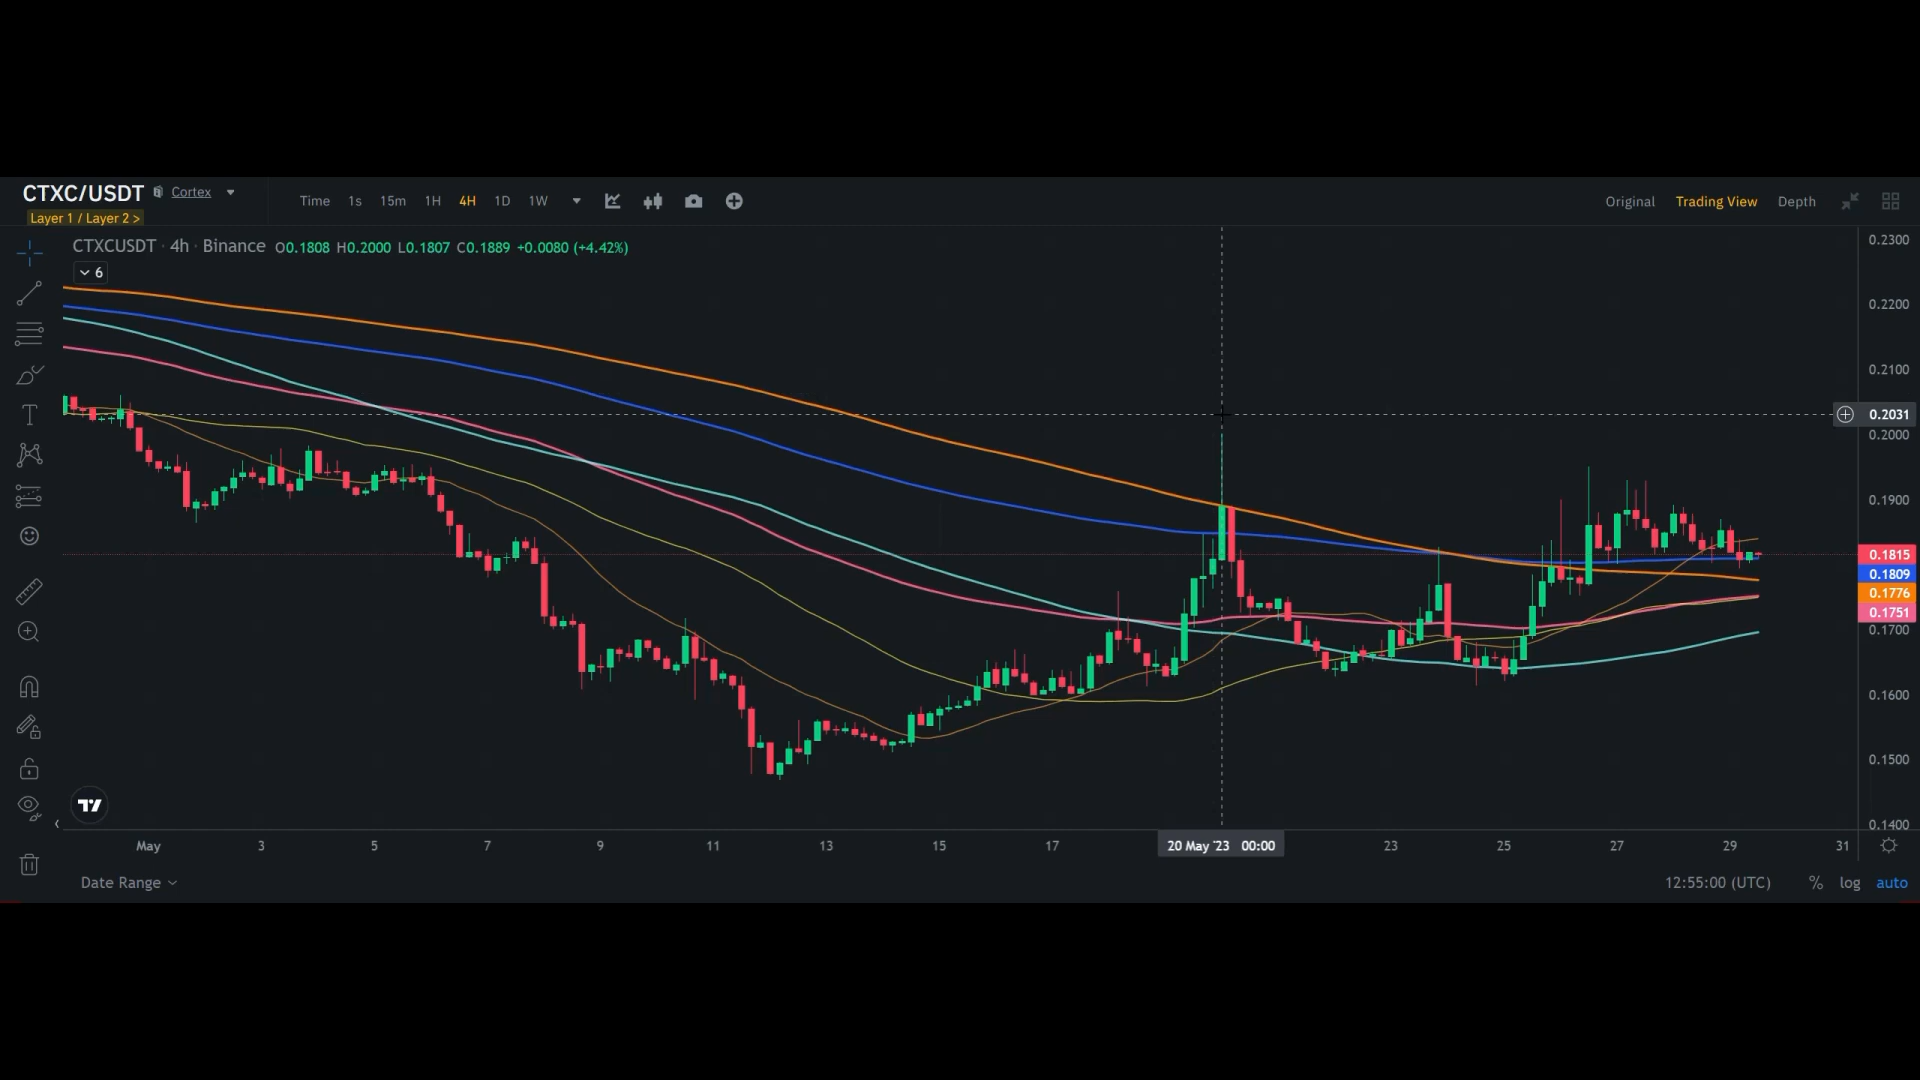 CTXC/USDT Cortex
Layer 1 / Layer 2 >
Time 1s 15m 1H 4H 1D 1W
Original Trading View Depth
CTXCUSDT · 4h · Binance O0.1808 H0.2000 L0.1807 C0.1889 +0.0080 (+4.42%)
6
0.2300
0.2200
0.2100
0.2031
0.2000
0.1900
0.1815
0.1809
0.1776
0.1751
0.1700
0.1600
0.1500
0.1400
May 3 5 7 9 11 13 15 17 20 May '23 00:00 23 25 27 29 31
Date Range 12:55:00 (UTC) % log auto